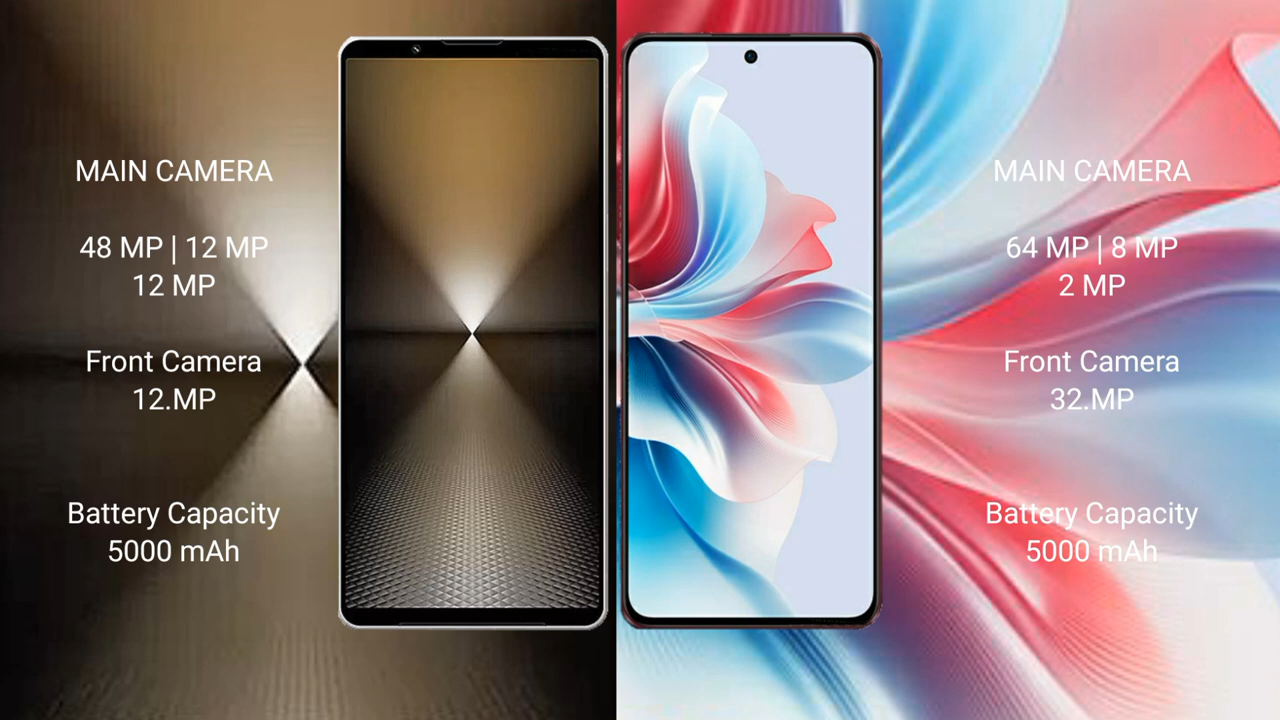 MAIN CAMERA
48 MP | 12 MP
12 MP
Front Camera
12.MP
Battery Capacity
5000 mAh
MAIN CAMERA
64 MP | 8 MP
2 MP
Front Camera
32.MP
Battery Capacity
5000 mAh